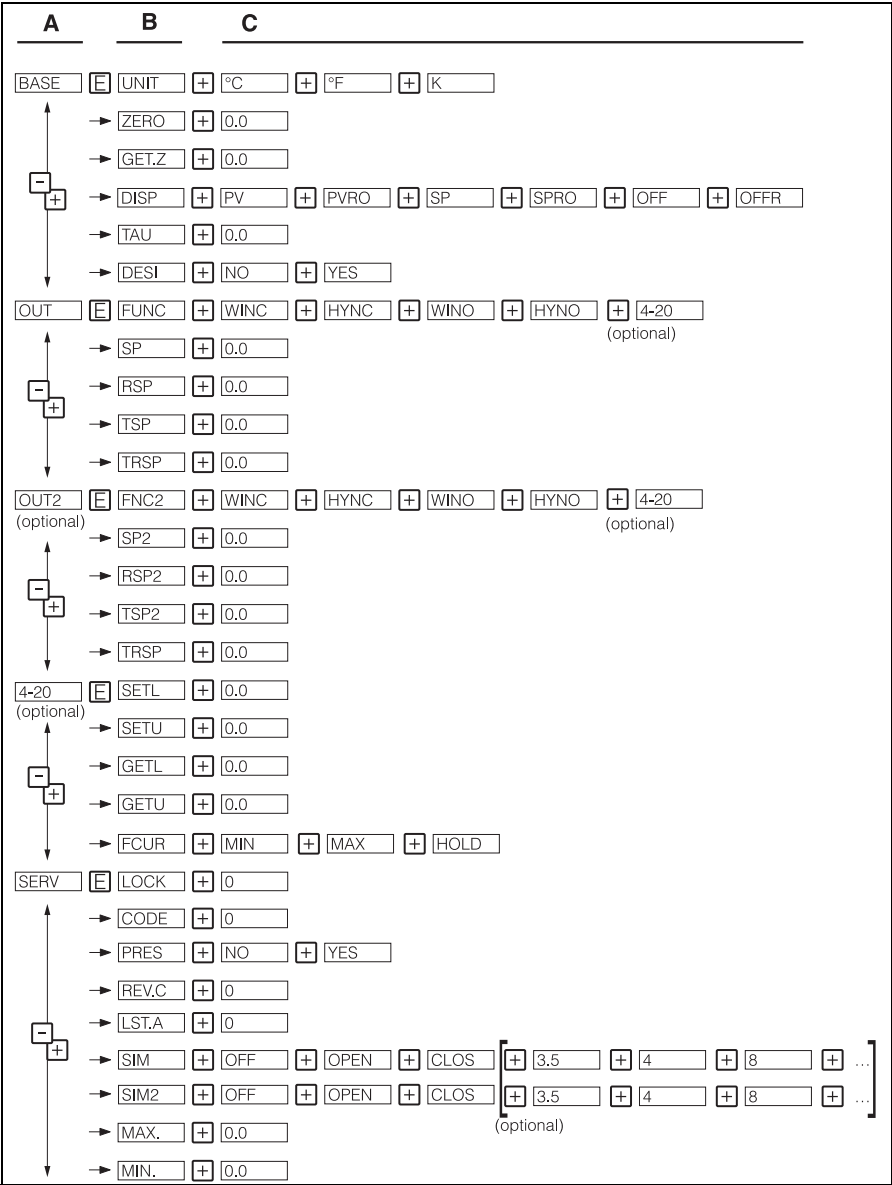 A B C
BASE E UNIT + °C + °F + K
ZERO + 0.0
GET.Z + 0.0
- + DISP + PV + PVRO + SP + SPRO + OFF + OFFR
TAU + 0.0
DESI + NO + YES
OUT E FUNC + WINC + HYNC + WINO + HYNO + 4-20
(optional)
SP + 0.0
- + RSP + 0.0
TSP + 0.0
TRSP + 0.0
OUT2 E FNC2 + WINC + HYNC + WINO + HYNO + 4-20
(optional) (optional)
SP2 + 0.0
- + RSP2 + 0.0
TSP2 + 0.0
TRSP + 0.0
4-20 E SETL + 0.0
(optional)
SETU + 0.0
- + GETL + 0.0
GETU + 0.0
FCUR + MIN + MAX + HOLD
SERV E LOCK + 0
CODE + 0
PRES + NO + YES
REV.C + 0
LST.A + 0
- + SIM + OFF + OPEN + CLOS [ + 3.5 + 4 + 8 + ... ]
SIM2 + OFF + OPEN + CLOS [ + 3.5 + 4 + 8 + ... ]
(optional)
MAX. + 0.0
MIN. + 0.0